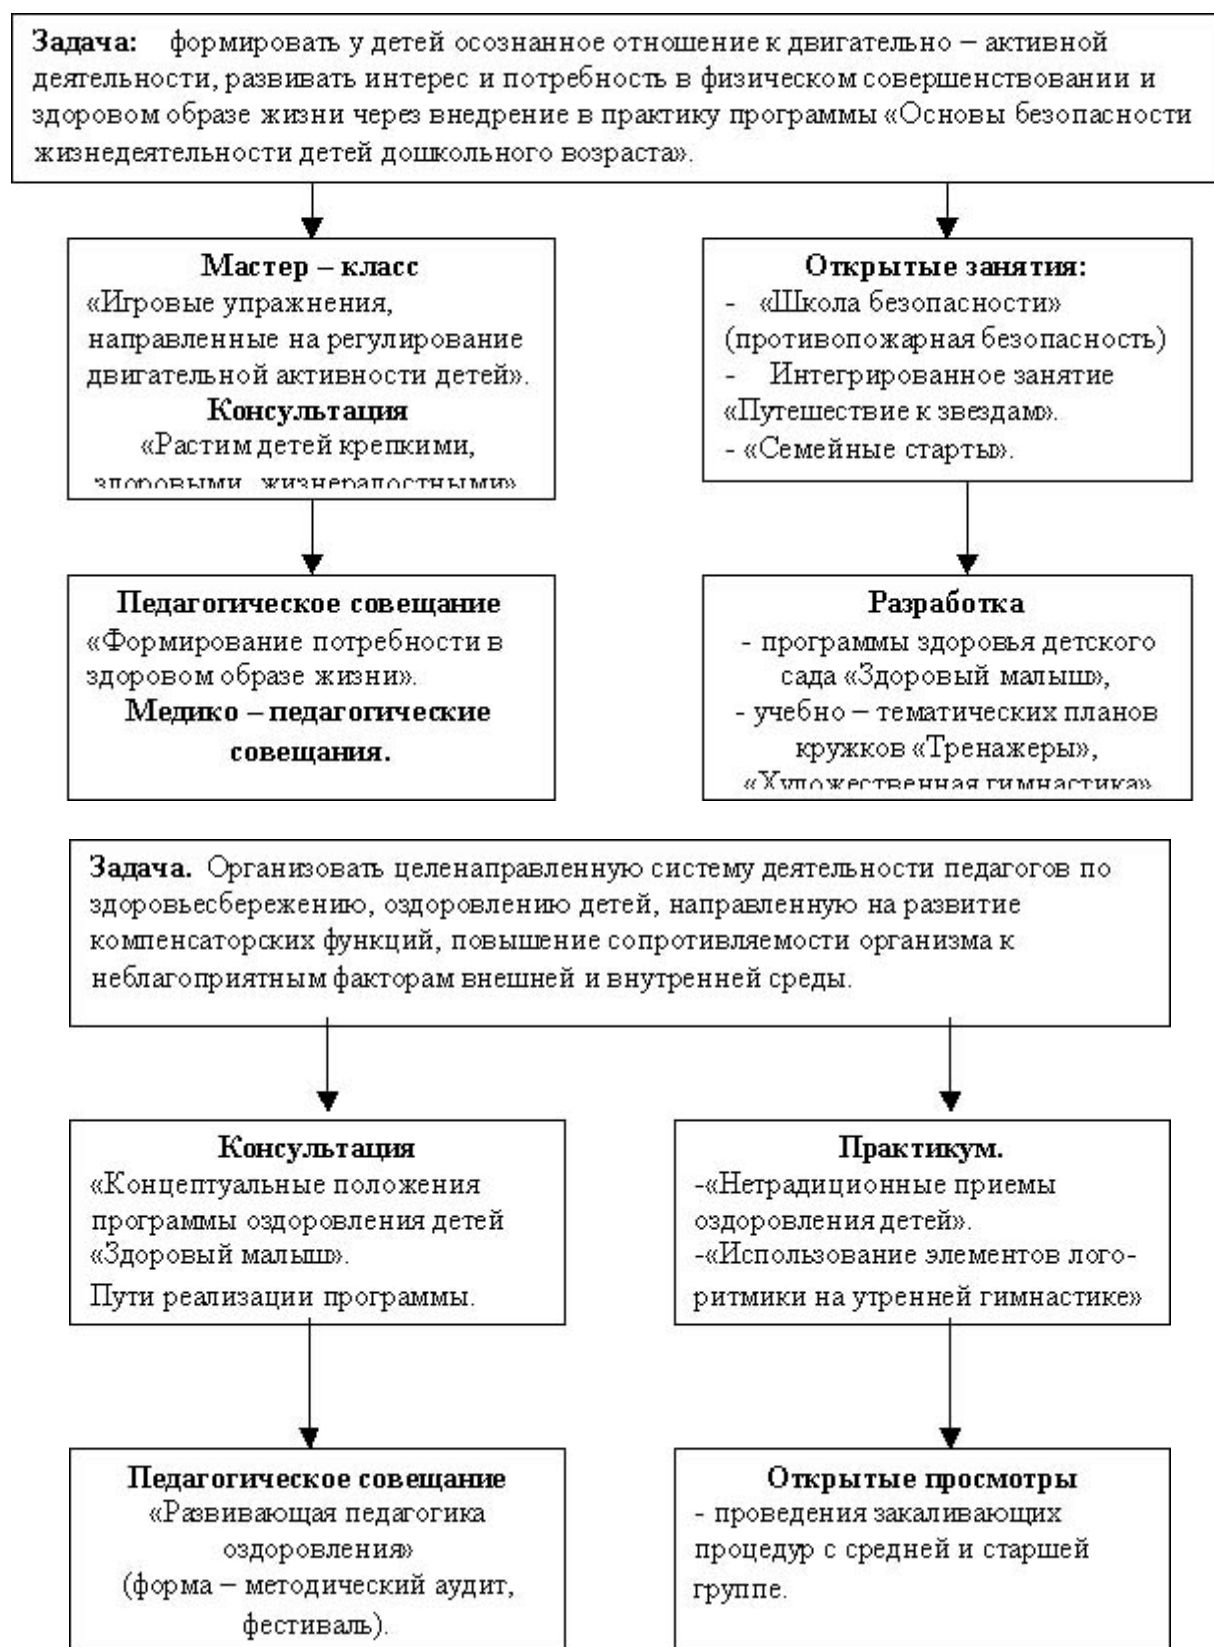 Задача: формировать у детей осознанное отношение к двигательно – активной
деятельности, развивать интерес и потребность в физическом совершенствовании и
здоровом образе жизни через внедрение в практику программы «Основы безопасности
жизнедеятельности детей дошкольного возраста».
Мастер – класс
«Игровые упражнения,
направленные на регулирование
двигательной активности детей».
Консультация
«Растим детей крепкими,
здоровыми, жизнерадостными»
Открытые занятия:
- «Школа безопасности»
(противопожарная безопасность)
- Интегрированное занятие
«Путешествие к звездам».
- «Семейные старты».
Педагогическое совещание
«Формирование потребности в
здоровом образе жизни».
Медико – педагогические
совещания.
Разработка
- программы здоровья детского
сада «Здоровый малыш»,
- учебно – тематических планов
кружков «Тренажеры»,
«Художественная гимнастика»
Задача. Организовать целенаправленную систему деятельности педагогов по
здоровьесбережению, оздоровлению детей, направленную на развитие
компенсаторских функций, повышение сопротивляемости организма к
неблагоприятным факторам внешней и внутренней среды.
Консультация
«Концептуальные положения
программы оздоровления детей
«Здоровый малыш».
Пути реализации программы.
Практикум.
-«Нетрадиционные приемы
оздоровления детей».
-«Использование элементов лого-
ритмики на утренней гимнастике»
Педагогическое совещание
«Развивающая педагогика
оздоровления»
(форма – методический аудит,
фестиваль).
Открытые просмотры
- проведения закаливающих
процедур с средней и старшей
группе.